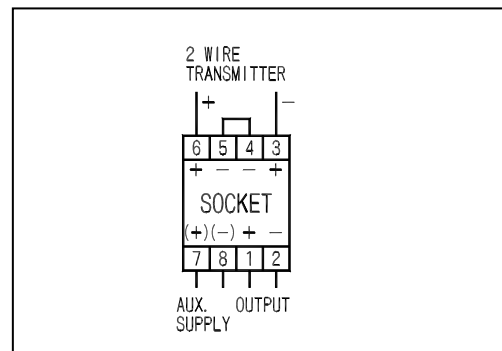 2 WIRE
TRANSMITTER
+ −
6 5 4 3
+ − − +
SOCKET
(+) (−) + −
7 8 1 2
AUX. OUTPUT
SUPPLY